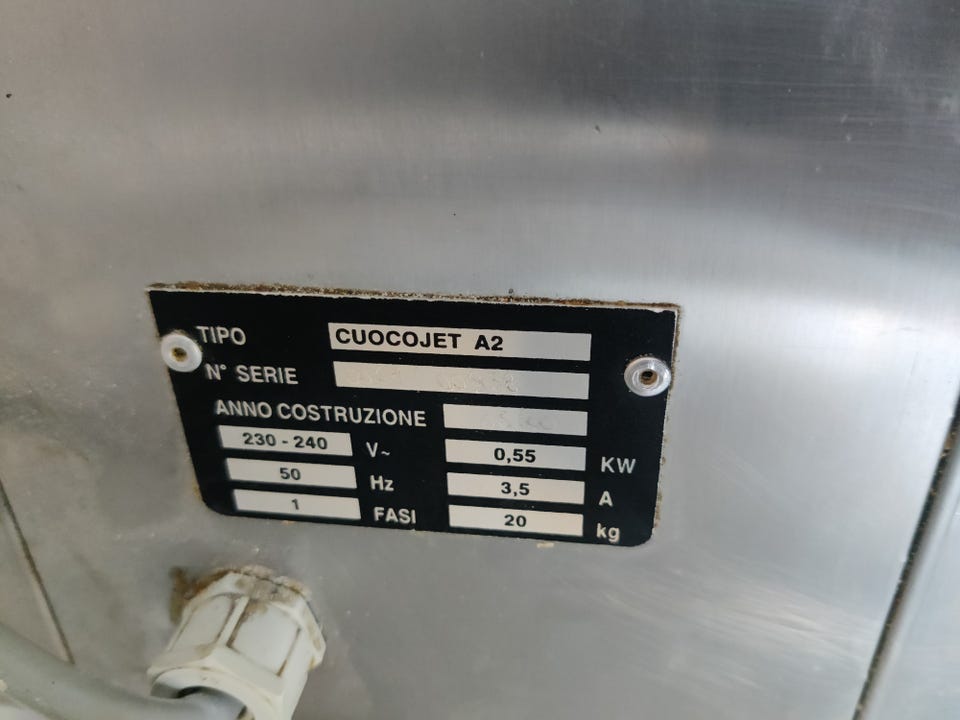 TIPO CUOCOJET A2
N° SERIE
ANNO COSTRUZIONE
230 - 240 V~ 0,55 KW
50 Hz 3,5 A
1 FASI 20 kg